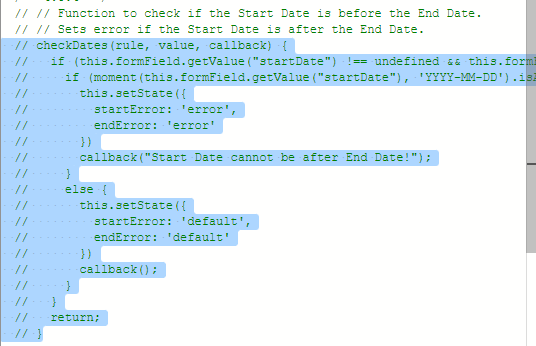 // // Function to check if the Start Date is before the End Date.
// // Sets error if the Start Date is after the End Date.
// checkDates(rule, value, callback) {
//   if (this.formField.getValue("startDate") !== undefined && this.form
//     if (moment(this.formField.getValue("startDate"), 'YYYY-MM-DD').is
//       this.setState({
//         startError: 'error',
//         endError: 'error'
//       })
//       callback("Start Date cannot be after End Date!");
//     }
//     else {
//       this.setState({
//         startError: 'default',
//         endError: 'default'
//       })
//       callback();
//     }
//   }
//   return;
// }